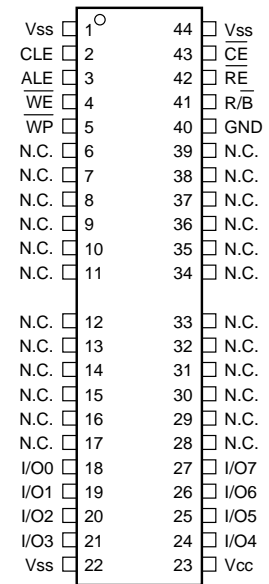 Vss 1 44 Vss
CLE 2 43 CE
ALE 3 42 RE
WE 4 41 R/B
WP 5 40 GND
N.C. 6 39 N.C.
N.C. 7 38 N.C.
N.C. 8 37 N.C.
N.C. 9 36 N.C.
N.C. 10 35 N.C.
N.C. 11 34 N.C.
N.C. 12 33 N.C.
N.C. 13 32 N.C.
N.C. 14 31 N.C.
N.C. 15 30 N.C.
N.C. 16 29 N.C.
N.C. 17 28 N.C.
I/O0 18 27 I/O7
I/O1 19 26 I/O6
I/O2 20 25 I/O5
I/O3 21 24 I/O4
Vss 22 23 Vcc